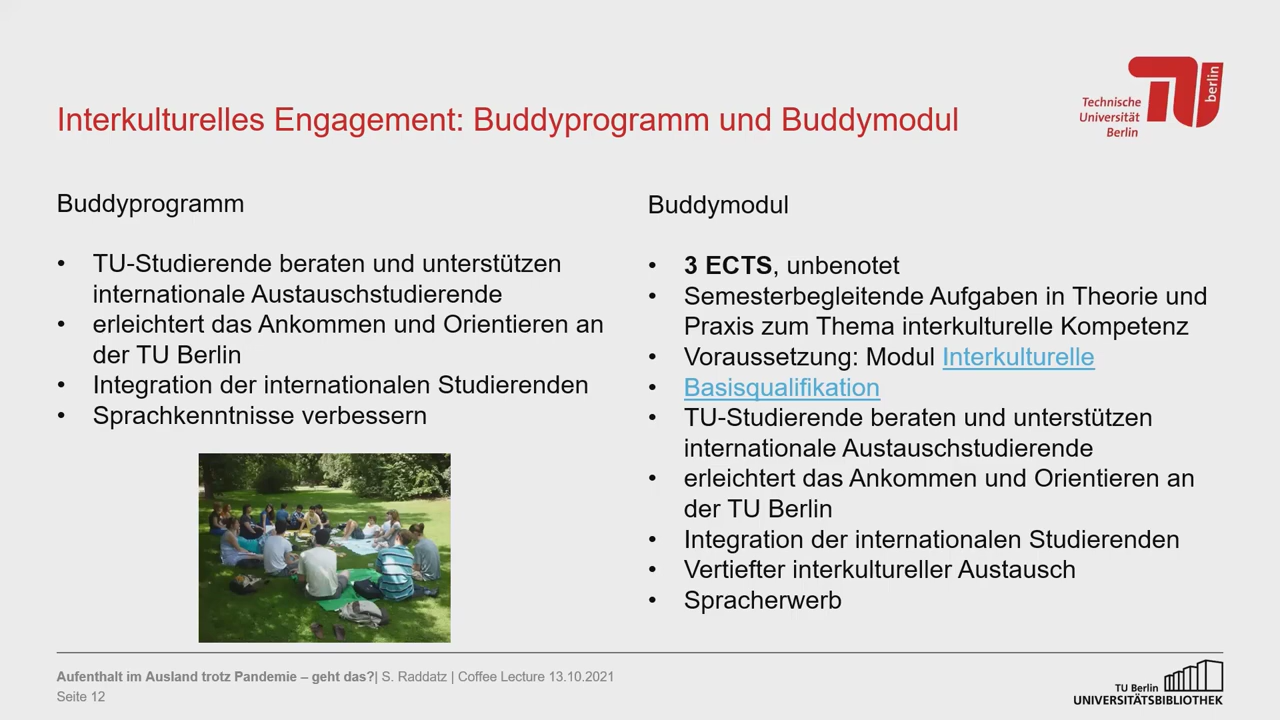 Interkulturelles Engagement: Buddyprogramm und Buddymodul
Technische
Universität
Berlin
berlin
Buddyprogramm
• TU-Studierende beraten und unterstützen
internationale Austauschstudierende
• erleichtert das Ankommen und Orientieren an
der TU Berlin
• Integration der internationalen Studierenden
• Sprachkenntnisse verbessern
Buddymodul
• 3 ECTS, unbenotet
• Semesterbegleitende Aufgaben in Theorie und
Praxis zum Thema interkulturelle Kompetenz
• Voraussetzung: Modul Interkulturelle
• Basisqualifikation
• TU-Studierende beraten und unterstützen
internationale Austauschstudierende
• erleichtert das Ankommen und Orientieren an
der TU Berlin
• Integration der internationalen Studierenden
• Vertiefter interkultureller Austausch
• Spracherwerb
Aufenthalt im Ausland trotz Pandemie – geht das?| S. Raddatz | Coffee Lecture 13.10.2021
Seite 12
TU Berlin
UNIVERSITÄTSBIBLIOTHEK